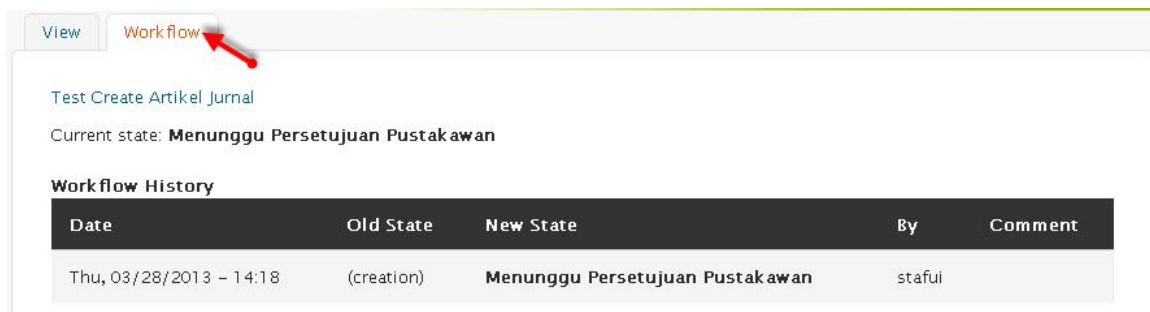 View Workflow
Test Create Artikel Jurnal
Current state: Menunggu Persetujuan Pustakawan
Workflow History
Date Old State New State By Comment
Thu, 03/28/2013 – 14:18 (creation) Menunggu Persetujuan Pustakawan stafui